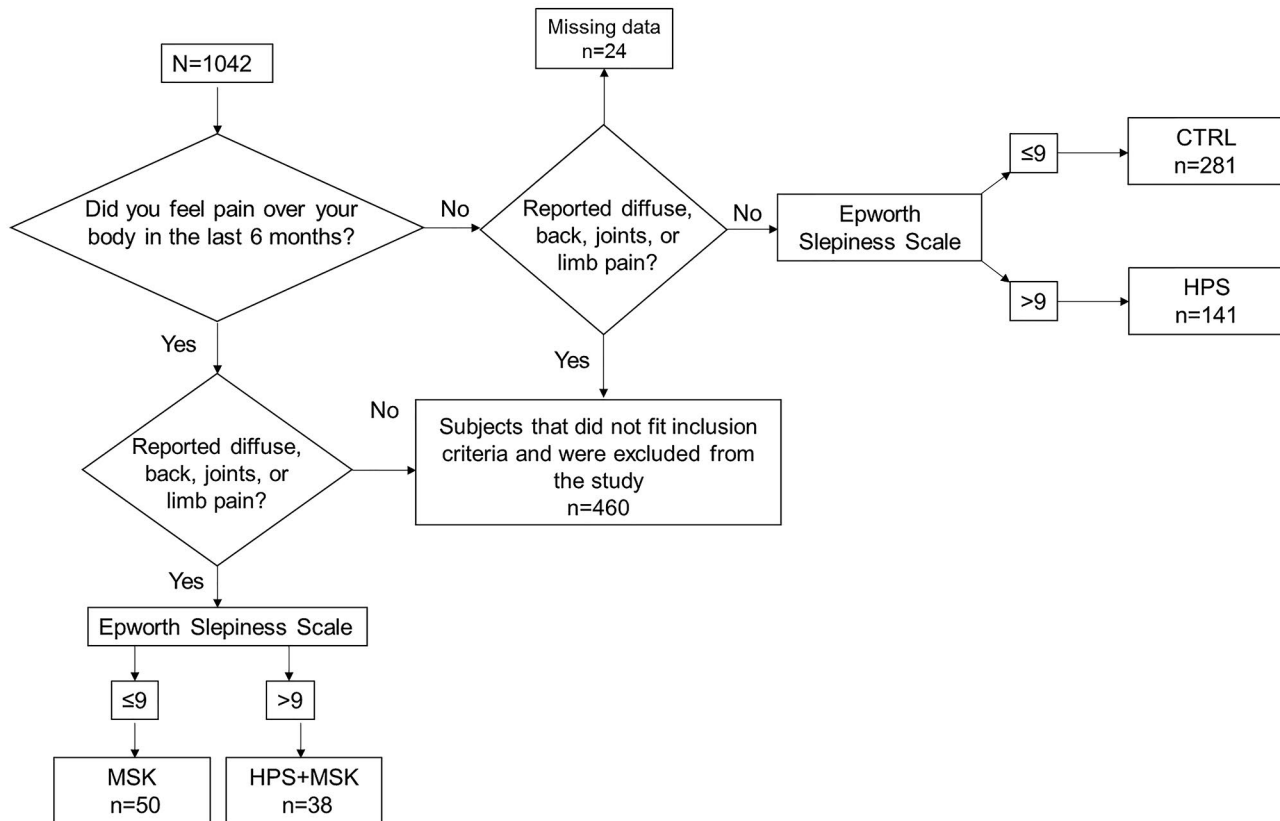 N=1042
Did you feel pain over your
body in the last 6 months?
No
Missing data
n=24
Reported diffuse,
back, joints, or
limb pain?
No
Epworth
Slepiness Scale
≤9
CTRL
n=281
>9
HPS
n=141
Yes
Yes
Reported diffuse,
back, joints, or
limb pain?
No
Subjects that did not fit inclusion
criteria and were excluded from
the study
n=460
Yes
Epworth Slepiness Scale
≤9
>9
MSK
n=50
HPS+MSK
n=38